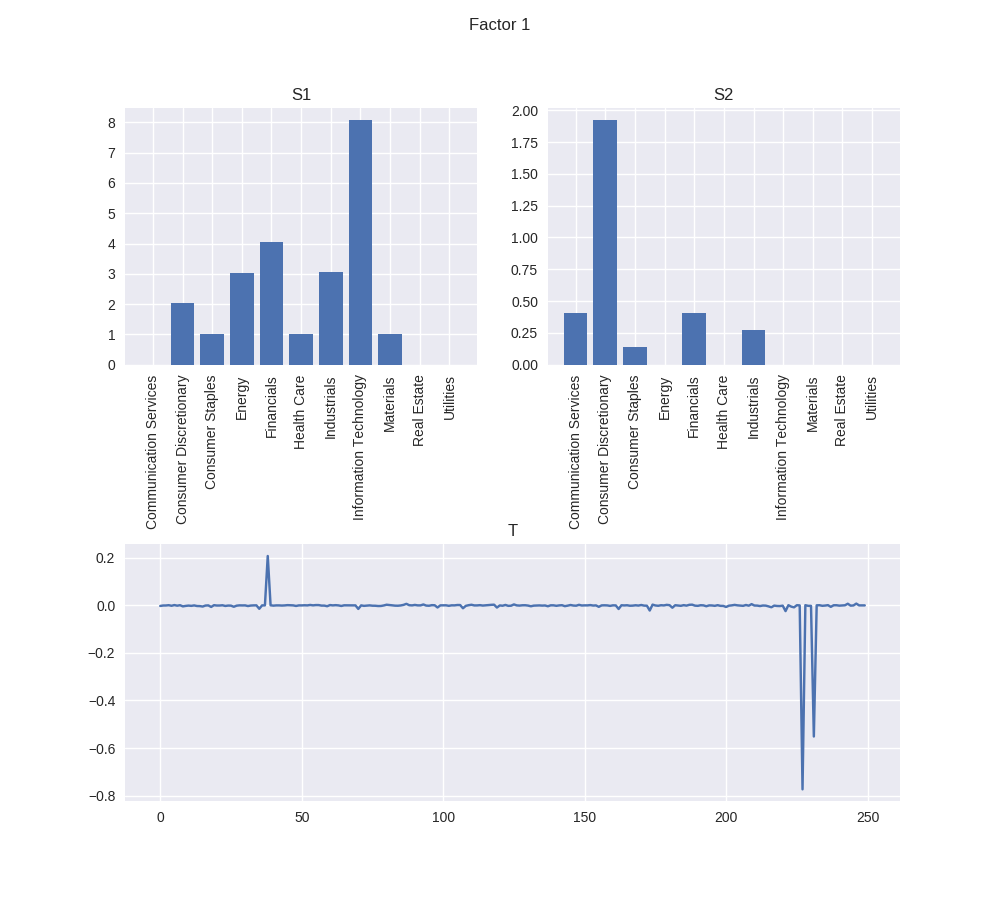 Factor 1
S1
8
7
6
5
4
3
2
1
0
Communication Services
Consumer Discretionary
Consumer Staples
Energy
Financials
Health Care
Industrials
Information Technology
Materials
Real Estate
Utilities
S2
2.00
1.75
1.50
1.25
1.00
0.75
0.50
0.25
0.00
Communication Services
Consumer Discretionary
Consumer Staples
Energy
Financials
Health Care
Industrials
Information Technology
Materials
Real Estate
Utilities
T
0.2
0.0
−0.2
−0.4
−0.6
−0.8
0
50
100
150
200
250